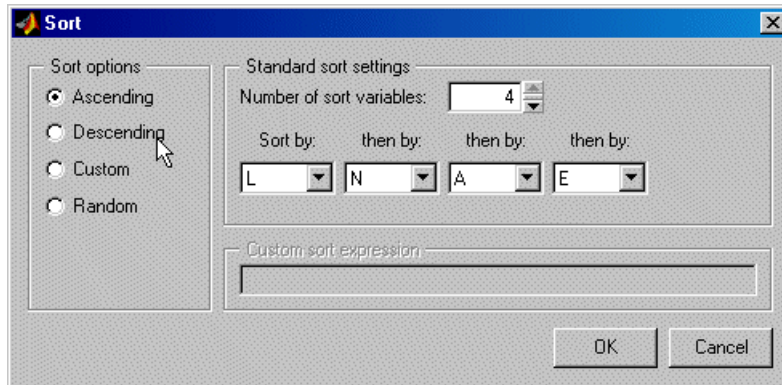 Sort
Sort options
Ascending
Descending
Custom
Random
Standard sort settings
Number of sort variables: 4
Sort by: then by: then by: then by:
L N A E
Custom sort expression
OK Cancel